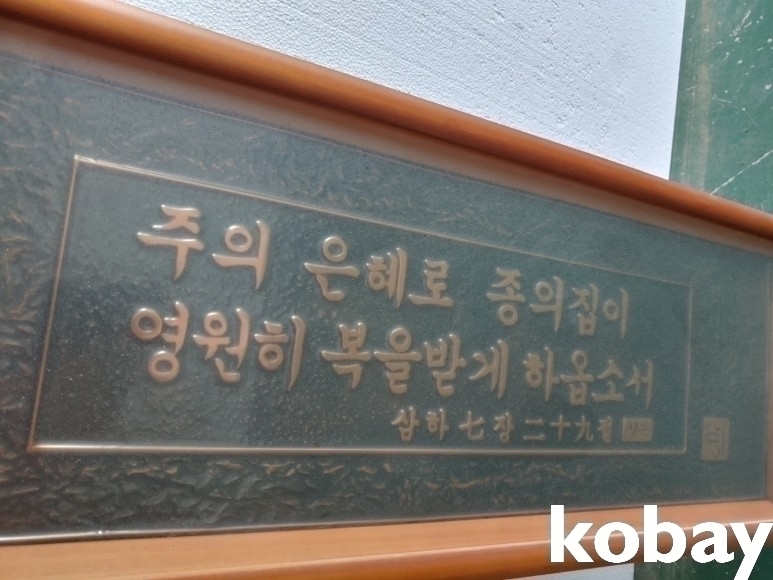 주의 은혜로 종의집이
영원히 복을받게 하옵소서
삼하 七장 二十九절
kobay